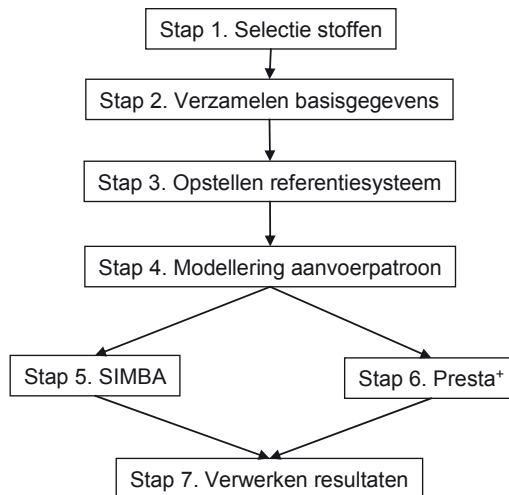 Stap 1. Selectie stoffen
Stap 2. Verzamelen basisgegevens
Stap 3. Opstellen referentiesysteem
Stap 4. Modellering aanvoerpatroon
Stap 5. SIMBA
Stap 6. Presta⁺
Stap 7. Verwerken resultaten